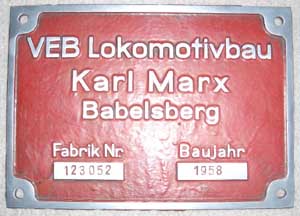 VEB Lokomotivbau
Karl Marx
Babelsberg
Fabrik Nr Baujahr
123052 1958